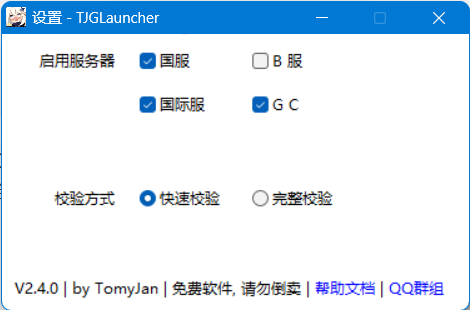 设置 - TJGLauncher
启用服务器 国服 B 服
国际服 G C
校验方式 快速校验 完整校验
V2.4.0 | by TomyJan | 免费软件, 请勿倒卖 | 帮助文档 | QQ群组